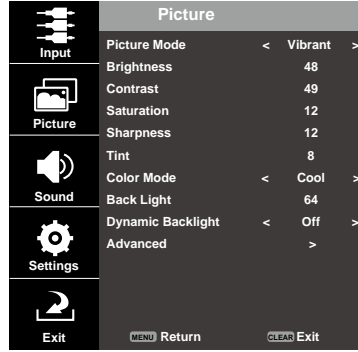 Picture
Input
Picture
Sound
Settings
Exit
Picture Mode < Vibrant >
Brightness 48
Contrast 49
Saturation 12
Sharpness 12
Tint 8
Color Mode < Cool >
Back Light 64
Dynamic Backlight < Off >
Advanced >
MENU Return CLEAR Exit